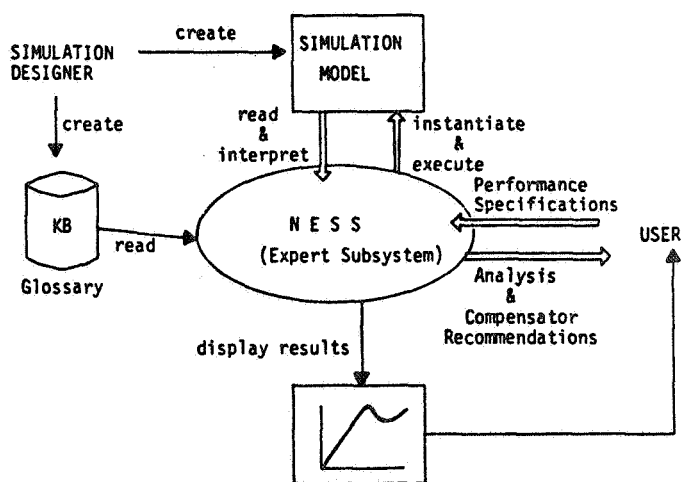 create
SIMULATION
DESIGNER
SIMULATION
MODEL
create
read
&
interpret
instantiate
&
execute
KB
Glossary
read
N E S S
(Expert Subsystem)
Performance
Specifications
USER
Analysis
&
Compensator
Recommendations
display results